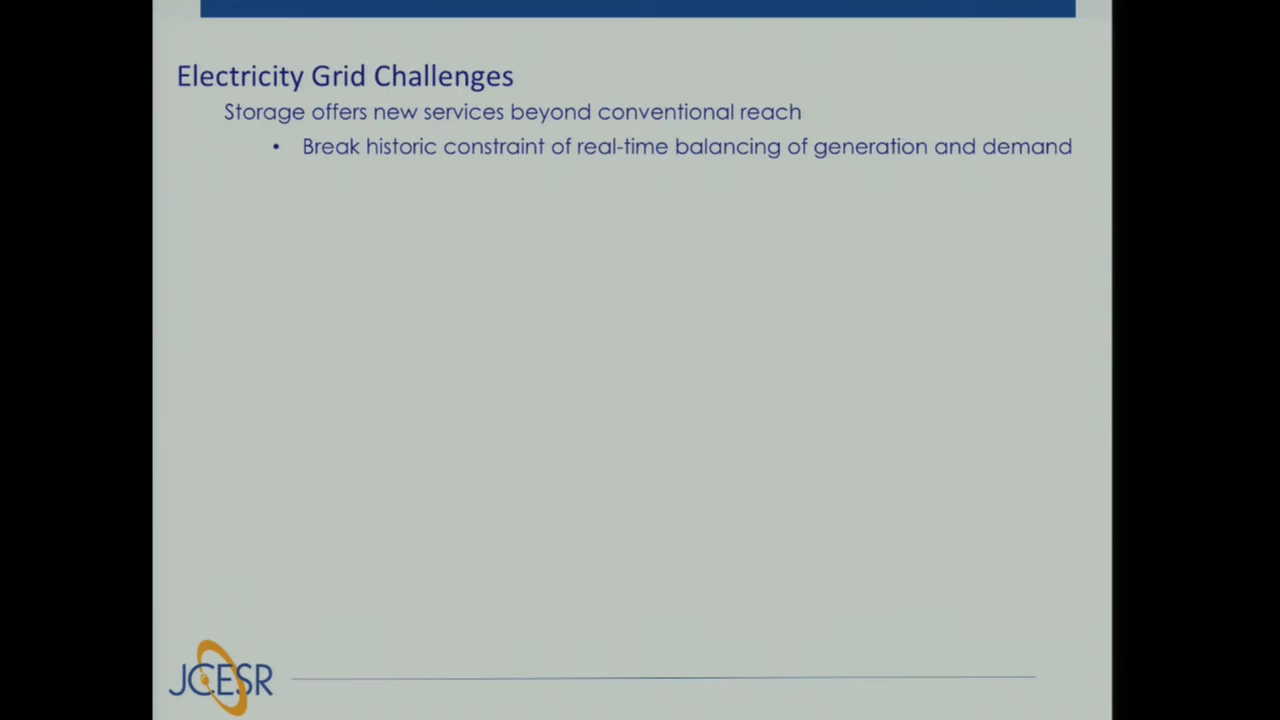 Electricity Grid Challenges
Storage offers new services beyond conventional reach
• Break historic constraint of real-time balancing of generation and demand
JCESR